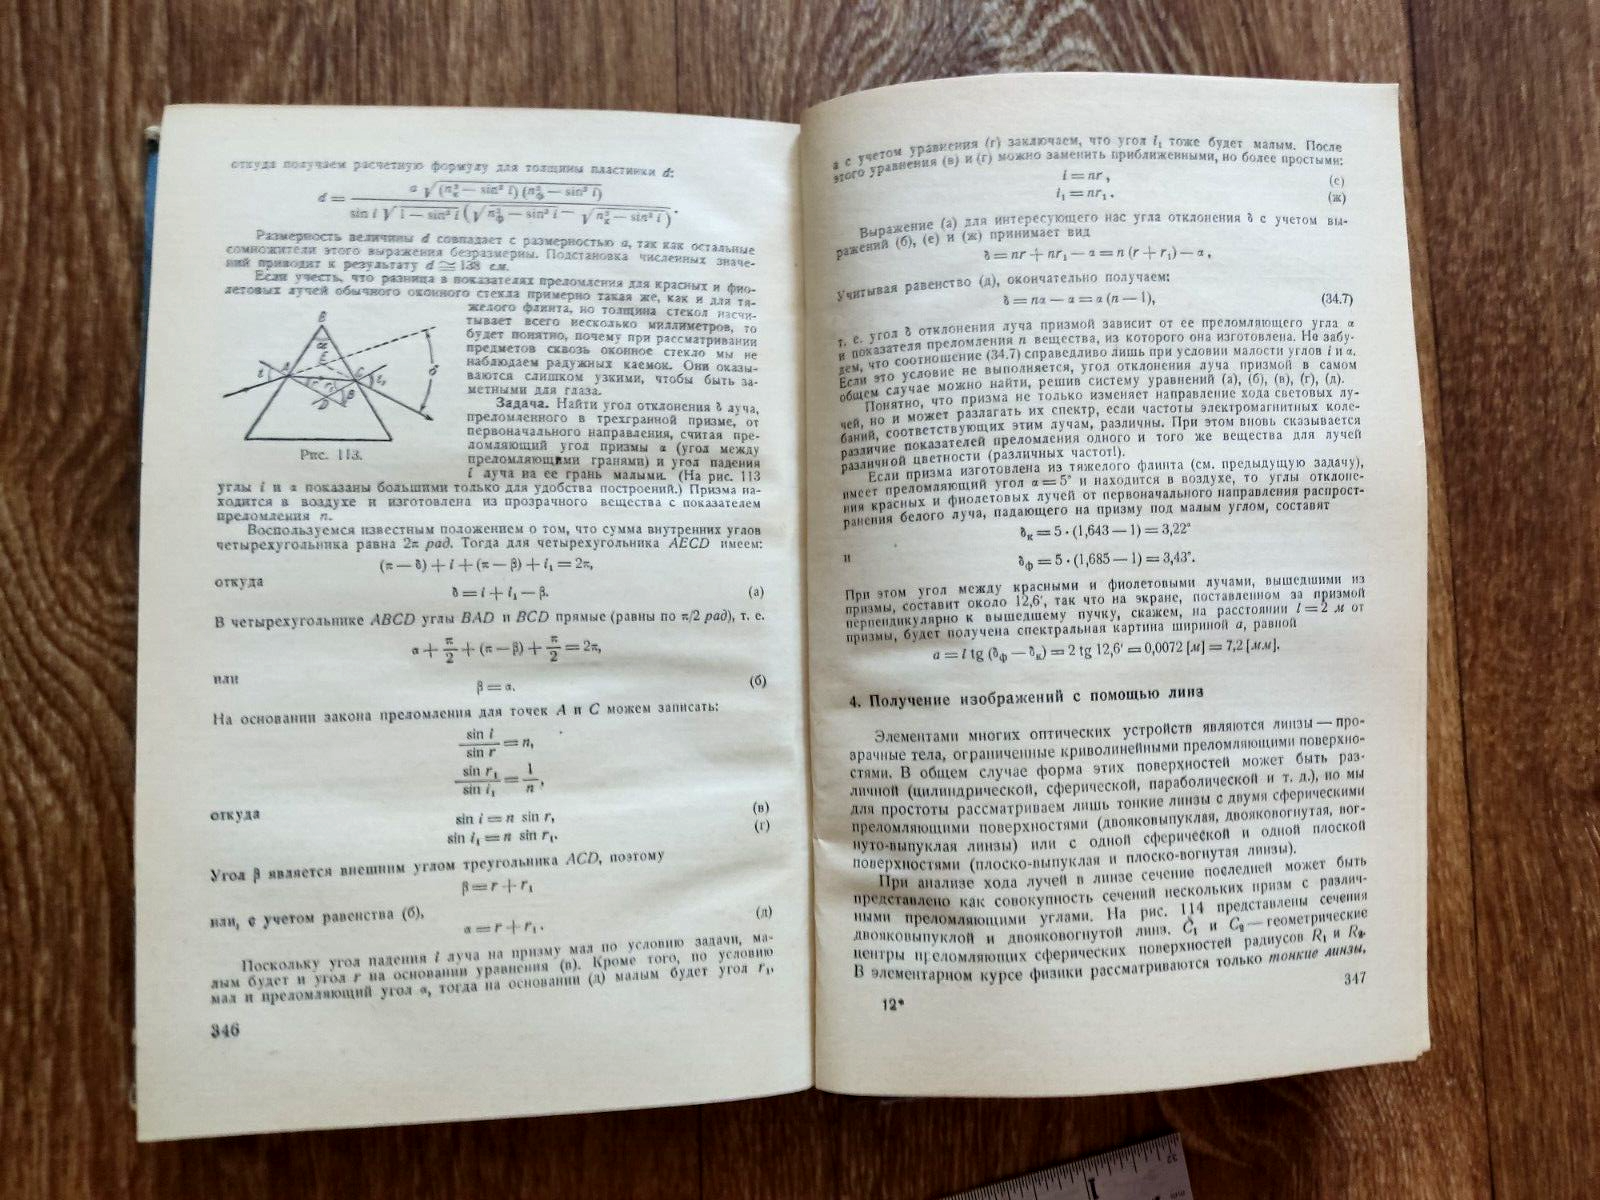 откуда получаем расчетную формулу для толщины пластинки d:
d = a √(n²к — sin² i) (n²ф — sin² i) / sin i √1 — sin² i (√n²ф — sin² i — √n²к — sin² i).
Размерность величины d совпадает с размерностью a, так как остальные
сомножители этого выражения безразмерны. Подстановка численных значе-
ний приводит к результату d ≅ 138 см.
Если учесть, что разница в показателях преломления для красных и фио-
летовых лучей обычного оконного стекла примерно такая же, как и для тя-
желого флинта, но толщина стекол насчи-
тывает всего несколько миллиметров, то
будет понятно, почему при рассматривании
предметов сквозь оконное стекло мы не
наблюдаем радужных каемок. Они оказы-
ваются слишком узкими, чтобы быть за-
метными для глаза.
B
α
E
A
C
i
r
r₁
i₁
β
D
δ
Рис. 113.
Задача. Найти угол отклонения δ луча,
преломленного в трехгранной призме, от
первоначального направления, считая пре-
ломляющий угол призмы α (угол между
преломляющими гранями) и угол падения
i луча на ее грань малыми. (На рис. 113
углы i и α показаны большими только для удобства построений.) Призма на-
ходится в воздухе и изготовлена из прозрачного вещества с показателем
преломления n.
Воспользуемся известным положением о том, что сумма внутренних углов
четырехугольника равна 2π рад. Тогда для четырехугольника AECD имеем:
(π — δ) + i + (π — β) + i₁ = 2π,
откуда
δ = i + i₁ — β. (а)
В четырехугольнике ABCD углы BAD и BCD прямые (равны по π/2 рад), т. е.
α + π/2 + (π — β) + π/2 = 2π,
или
β = α. (б)
На основании закона преломления для точек A и C можем записать:
sin i / sin r = n,
sin r₁ / sin i₁ = 1/n,
откуда
sin i = n sin r, (в)
sin i₁ = n sin r₁. (г)
Угол β является внешним углом треугольника ACD, поэтому
β = r + r₁
или, с учетом равенства (б),
α = r + r₁. (д)
Поскольку угол падения i луча на призму мал по условию задачи, ма-
лым будет и угол r на основании уравнения (в). Кроме того, по условию
мал и преломляющий угол α, тогда на основании (д) малым будет угол r₁,
346
а с учетом уравнения (г) заключаем, что угол i₁ тоже будет малым. После
этого уравнения (в) и (г) можно заменить приближенными, но более простыми:
i = nr, (е)
i₁ = nr₁. (ж)
Выражение (а) для интересующего нас угла отклонения δ с учетом вы-
ражений (б), (е) и (ж) принимает вид
δ = nr + nr₁ — α = n (r + r₁) — α,
Учитывая равенство (д), окончательно получаем:
δ = nα — α = α (n — 1), (34.7)
т. е. угол δ отклонения луча призмой зависит от ее преломляющего угла α
и показателя преломления n вещества, из которого она изготовлена. Не забу-
дем, что соотношение (34.7) справедливо лишь при условии малости углов i и α.
Если это условие не выполняется, угол отклонения луча призмой в самом
общем случае можно найти, решив систему уравнений (а), (б), (в), (г), (д).
Понятно, что призма не только изменяет направление хода световых лу-
чей, но и может разлагать их спектр, если частоты электромагнитных коле-
баний, соответствующих этим лучам, различны. При этом вновь сказывается
различие показателей преломления одного и того же вещества для лучей
различной цветности (различных частот!).
Если призма изготовлена из тяжелого флинта (см. предыдущую задачу),
имеет преломляющий угол α = 5° и находится в воздухе, то углы отклоне-
ния красных и фиолетовых лучей от первоначального направления распрост-
ранения белого луча, падающего на призму под малым углом, составят
δк = 5 · (1,643 — 1) = 3,22°
и
δф = 5 · (1,685 — 1) = 3,43°.
При этом угол между красными и фиолетовыми лучами, вышедшими из
призмы, составит около 12,6′, так что на экране, поставленном за призмой
перпендикулярно к вышедшему пучку, скажем, на расстоянии l = 2 м от
призмы, будет получена спектральная картина шириной a, равной
a = l tg (δф — δк) = 2 tg 12,6′ = 0,0072 [м] = 7,2 [мм].
4. Получение изображений с помощью линз
Элементами многих оптических устройств являются линзы — про-
зрачные тела, ограниченные криволинейными преломляющими поверхно-
стями. В общем случае форма этих поверхностей может быть раз-
личной (цилиндрической, сферической, параболической и т. д.), но мы
для простоты рассматриваем лишь тонкие линзы с двумя сферическими
преломляющими поверхностями (двояковыпуклая, двояковогнутая, вог-
нуто-выпуклая линзы) или с одной сферической и одной плоской
поверхностями (плоско-выпуклая и плоско-вогнутая линзы).
При анализе хода лучей в линзе сечение последней может быть
представлено как совокупность сечений нескольких призм с различ-
ными преломляющими углами. На рис. 114 представлены сечения
двояковыпуклой и двояковогнутой линз. C₁ и C₂ — геометрические
центры преломляющих сферических поверхностей радиусов R₁ и R₂.
В элементарном курсе физики рассматриваются только тонкие линзы,
12*
347
32
1